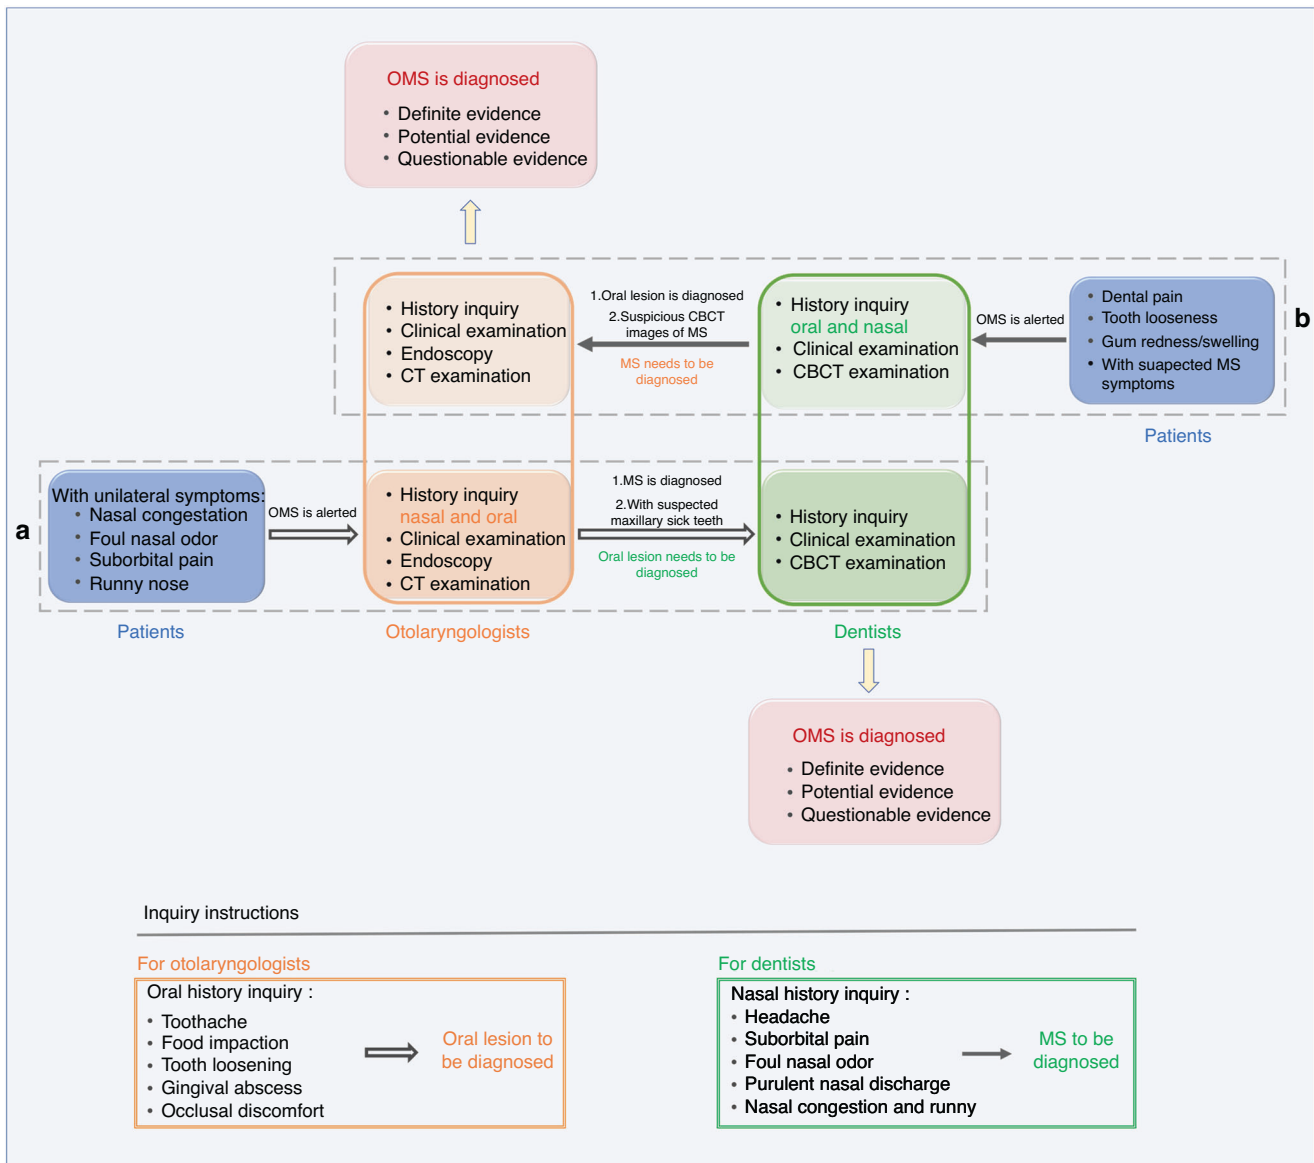 OMS is diagnosed
• Definite evidence
• Potential evidence
• Questionable evidence
• History inquiry
• Clinical examination
• Endoscopy
• CT examination
1.Oral lesion is diagnosed
2.Suspicious CBCT
images of MS
MS needs to be
diagnosed
• History inquiry
oral and nasal
• Clinical examination
• CBCT examination
OMS is alerted
• Dental pain
• Tooth looseness
• Gum redness/swelling
• With suapected MS
symptoms
b
Patients
a
With unilateral symptoms:
• Nasal congestation
• Foul nasal odor
• Suborbital pain
• Runny nose
OMS is alerted
• History inquiry
nasal and oral
• Clinical examination
• Endoscopy
• CT examination
1.MS is diagnosed
2.With suspected
maxillary sick teeth
Oral lesion needs to be
diagnosed
• History inquiry
• Clinical examination
• CBCT examination
Patients
Otolaryngologists
Dentists
OMS is diagnosed
• Definite evidence
• Potential evidence
• Questionable evidence
Inquiry instructions
For otolaryngologists
Oral history inquiry :
• Toothache
• Food impaction
• Tooth loosening
• Gingival abscess
• Occlusal discomfort
Oral lesion to
be diagnosed
For dentists
Nasal history inquiry :
• Headache
• Suborbital pain
• Foul nasal odor
• Purulent nasal discharge
• Nasal congestion and runny
MS to be
diagnosed